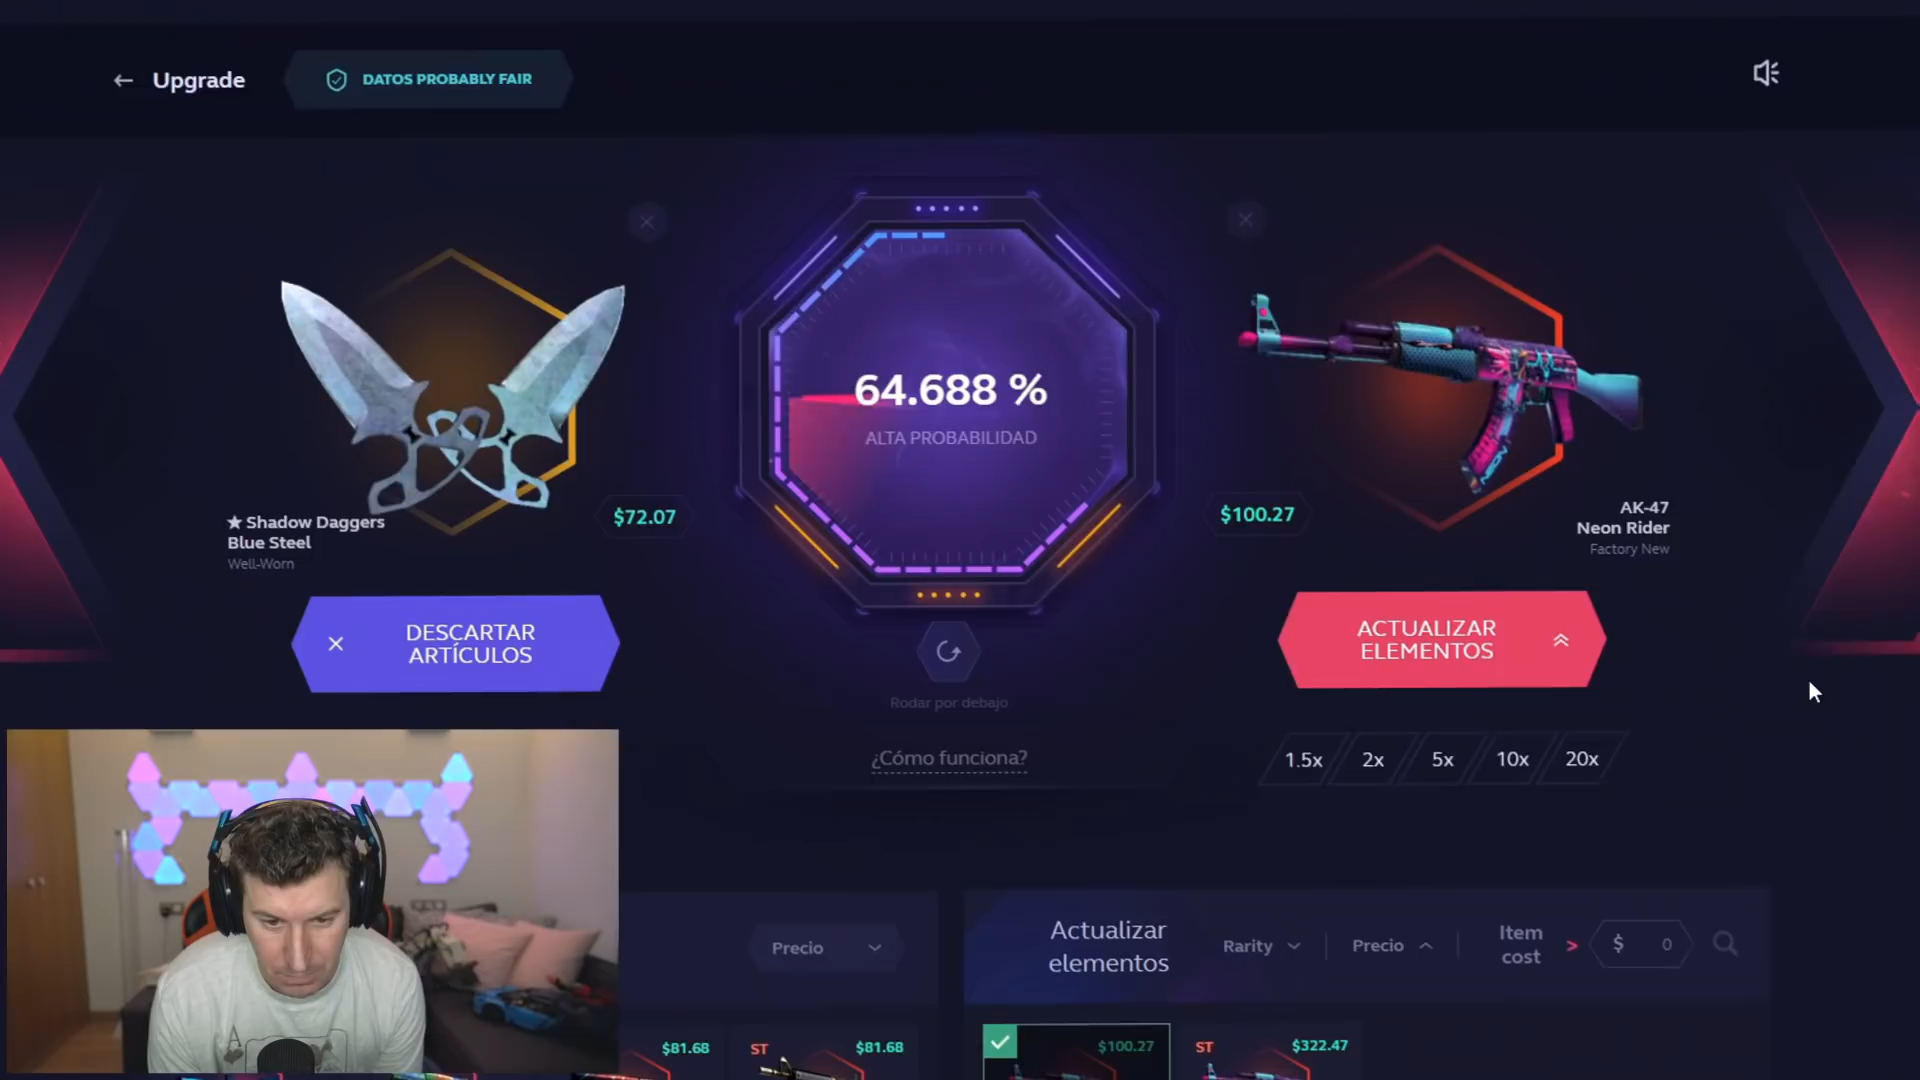 Upgrade
DATOS PROBABLY FAIR
64.688 %
ALTA PROBABILIDAD
$72.07
$100.27
★ Shadow Daggers
Blue Steel
Well-Worn
AK-47
Neon Rider
Factory New
DESCARTAR
ARTÍCULOS
ACTUALIZAR
ELEMENTOS
Rodar por debajo
¿Cómo funciona?
1.5x
2x
5x
10x
20x
Precio
Actualizar
elementos
Rarity
Precio
Item
cost
>
$ 0
$81.68
ST
$81.68
$100.27
ST
$322.47
A